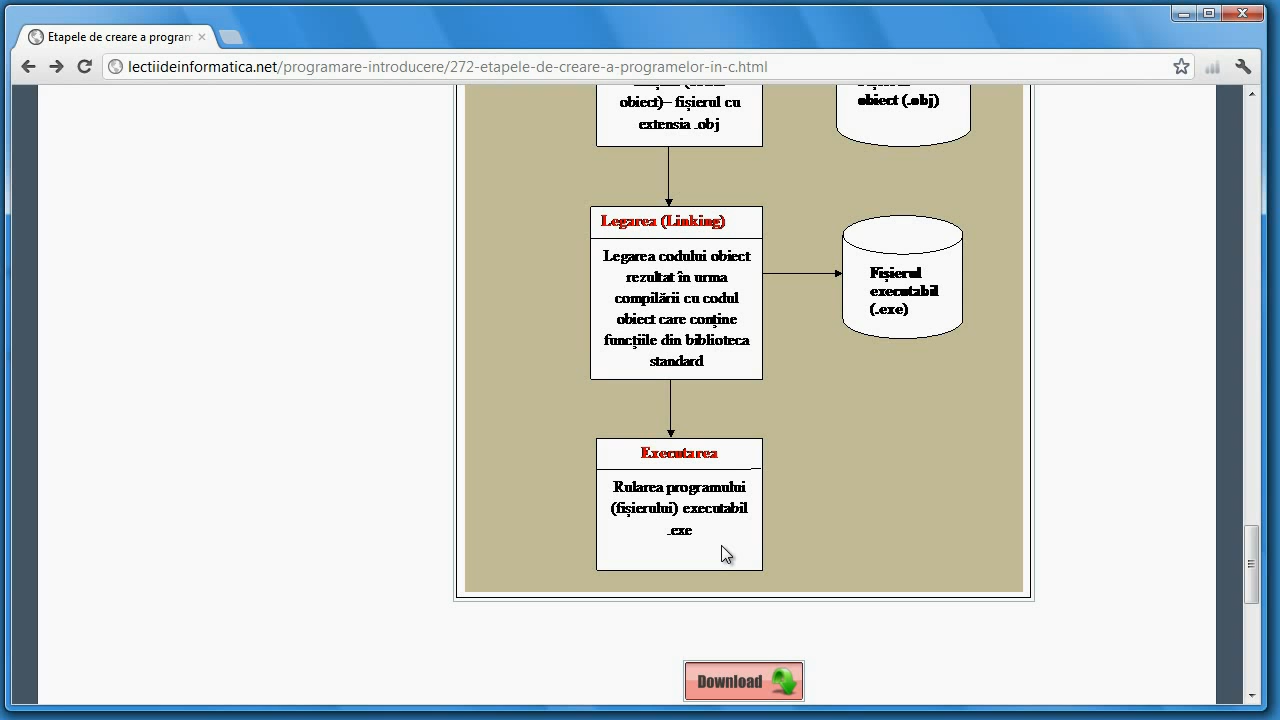 Etapele de creare a program
lectiideinformatica.net/programare-introducere/272-etapele-de-creare-a-programelor-in-c.html
obiect)– fișierul cu
extensia .obj
obiect (.obj)
Legarea (Linking)
Legarea codului obiect
rezultat în urma
compilării cu codul
obiect care conține
funcțiile din biblioteca
standard
Fișierul
executabil
(.exe)
Executarea
Rularea programului
(fișierului) executabil
.exe
Download